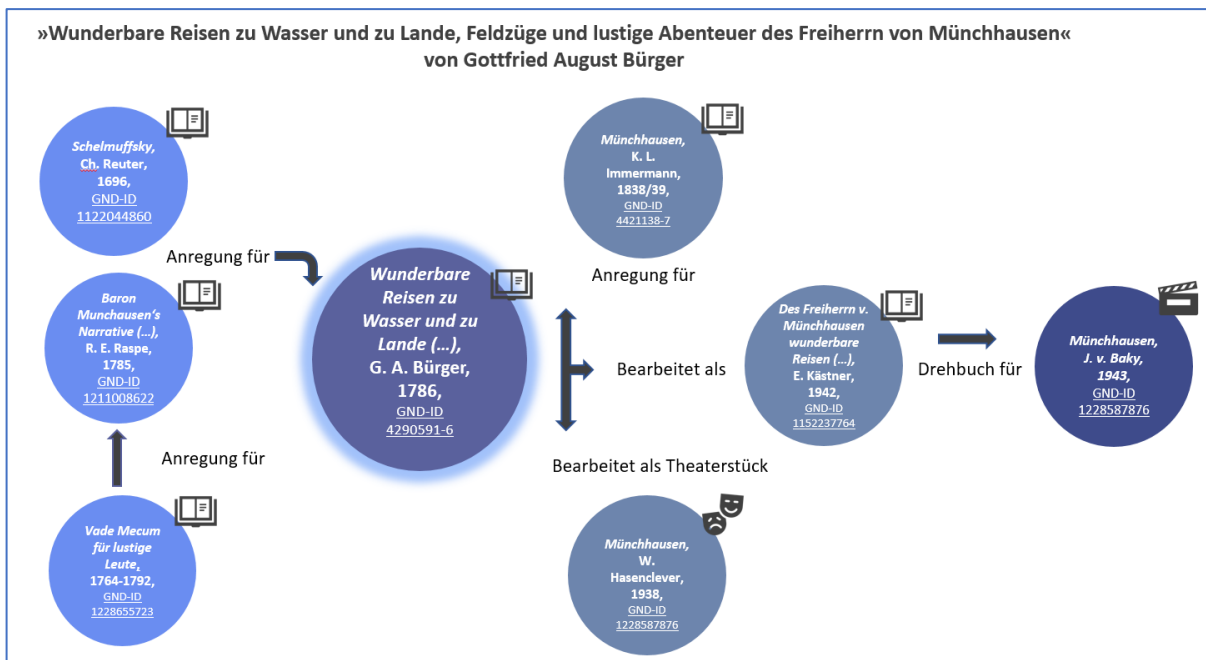 »Wunderbare Reisen zu Wasser und zu Lande, Feldzüge und lustige Abenteuer des Freiherrn von Münchhausen«
von Gottfried August Bürger
Schelmuffsky,
Ch. Reuter,
1696,
GND-ID
1122044860
Anregung für
Baron
Munchausen's
Narrative (...),
R. E. Raspe,
1785,
GND-ID
1211008622
Anregung für
Vade Mecum
für lustige
Leute,
1764-1792,
GND-ID
1228655723
Wunderbare
Reisen zu
Wasser und zu
Lande (...),
G. A. Bürger,
1786,
GND-ID
4290591-6
Münchhausen,
K. L.
Immermann,
1838/39,
GND-ID
4421138-7
Anregung für
Bearbeitet als
Des Freiherrn v.
Münchhausen
wunderbare
Reisen (...),
E. Kästner,
1942,
GND-ID
1152237764
Drehbuch für
Münchhausen,
J. v. Baky,
1943,
GND-ID
1228587876
Bearbeitet als Theaterstück
Münchhausen,
W.
Hasenclever,
1938,
GND-ID
1228587876